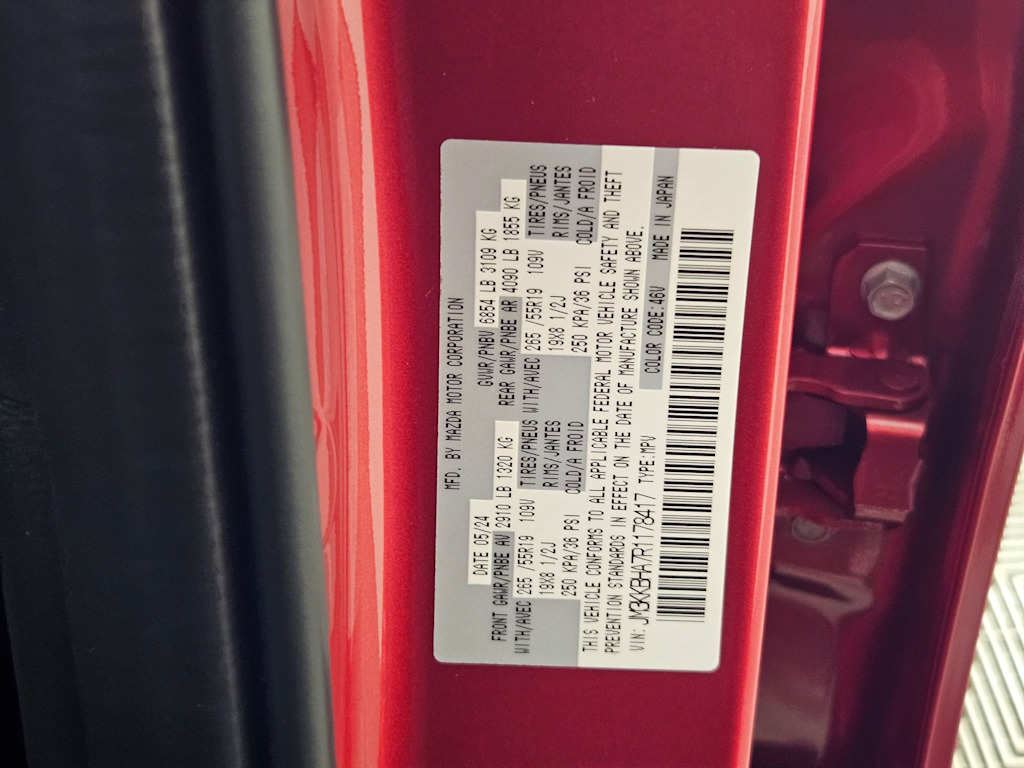 MFD. BY MAZDA MOTOR CORPORATION
DATE 05/24 GVWR/PNBV 6854 LB 3109 KG
FRONT GAWR/PNBE AV 2910 LB 1320 KG REAR GAWR/PNBE AR 4090 LB 1855 KG
WITH/AVEC 265 /55R19 109V TIRES/PNEUS WITH/AVEC 265 /55R19 109V TIRES/PNEUS
19X8 1/2J RIMS/JANTES 19X8 1/2J RIMS/JANTES
250 KPA/36 PSI COLD/A FROID 250 KPA/36 PSI COLD/A FROID
THIS VEHICLE CONFORMS TO ALL APPLICABLE FEDERAL MOTOR VEHICLE SAFETY AND THEFT
PREVENTION STANDARDS IN EFFECT ON THE DATE OF MANUFACTURE SHOWN ABOVE.
VIN: JM3KKBHA7R1178417 TYPE:MPV COLOR CODE:46V MADE IN JAPAN